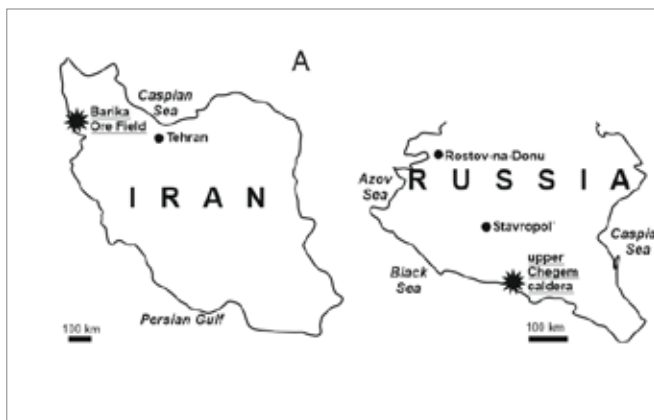 A
Caspian
Sea
Barika
Ore Field
Tehran
IRAN
Persian Gulf
100 km
Rostov-na-Donu
Azov
Sea
RUSSIA
Stavropol'
Caspian
Sea
Black
Sea
upper
Chegem
caldera
100 km